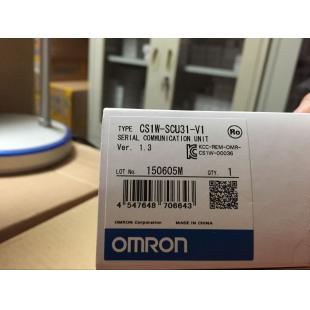 TYPE CS1W-SCU31-V1
SERIAL COMMUNICATION UNIT
Ver. 1.3
Ro
KCC-REM-OMR-
CS1W-00036
LOT No. 150605M QTY. 1
4 547648 706643
OMRON Corporation MADE IN CHINA
OMRON